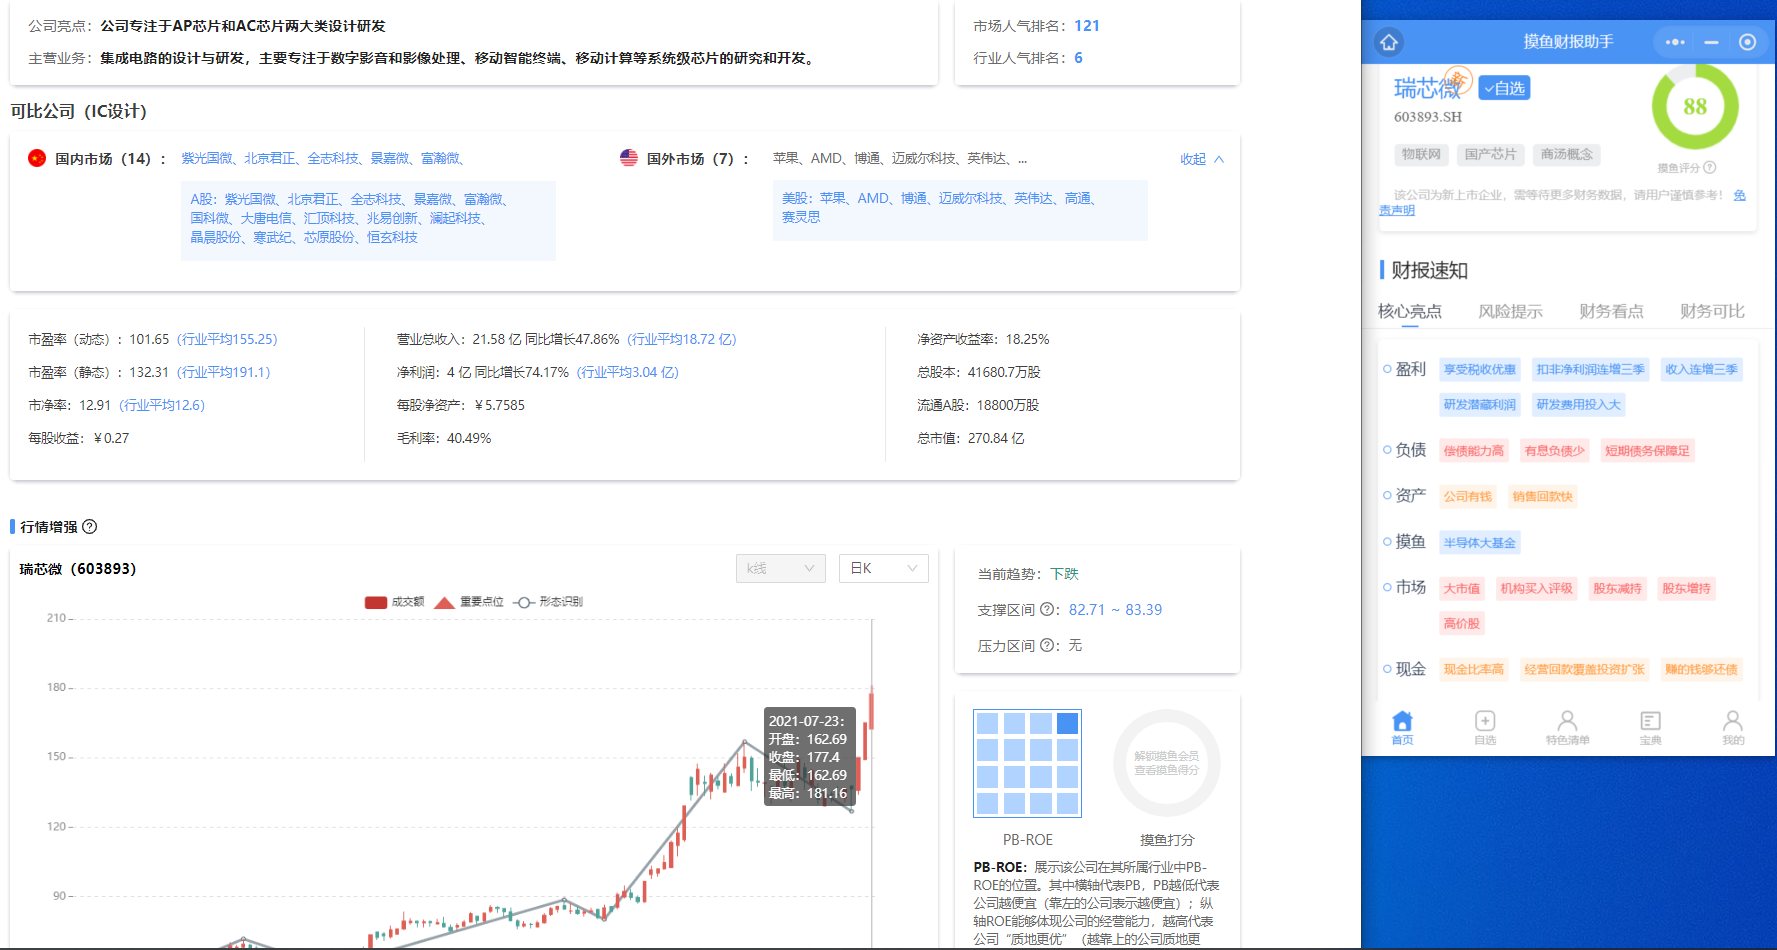 公司亮点：公司专注于AP芯片和AC芯片两大类设计研发
主营业务：集成电路的设计与研发，主要专注于数字影音和影像处理、移动智能终端、移动计算等系统级芯片的研究和开发。
市场人气排名：121
行业人气排名：6
可比公司（IC设计）
国内市场（14）： 紫光国微、北京君正、全志科技、景嘉微、富瀚微、
A股：紫光国微、北京君正、全志科技、景嘉微、富瀚微、
国科微、大唐电信、汇顶科技、兆易创新、澜起科技、
晶晨股份、寒武纪、芯原股份、恒玄科技
国外市场（7）： 苹果、AMD、博通、迈威尔科技、英伟达、...
收起
美股：苹果、AMD、博通、迈威尔科技、英伟达、高通、
赛灵思
市盈率（动态）：101.65（行业平均155.25）
市盈率（静态）：132.31（行业平均191.1）
市净率：12.91（行业平均12.6）
每股收益：￥0.27
营业总收入：21.58 亿 同比增长47.86%（行业平均18.72 亿）
净利润：4 亿 同比增长74.17%（行业平均3.04 亿）
每股净资产：￥5.7585
毛利率：40.49%
净资产收益率：18.25%
总股本：41680.7万股
流通A股：18800万股
总市值：270.84 亿
行情增强
瑞芯微（603893）
k线
日K
成交额 重要点位 形态识别
210
180
150
120
90
2021-07-23：
开盘：162.69
收盘：177.4
最低：162.69
最高：181.16
当前趋势：下跌
支撑区间：82.71 ~ 83.39
压力区间：无
解锁摸鱼会员
查看摸鱼得分
PB-ROE
摸鱼打分
PB-ROE：展示该公司在其所属行业中PB-
ROE的位置。其中横轴代表PB，PB越低代表
公司越便宜（靠左的公司表示越便宜）；纵
轴ROE能够体现公司的经营能力，越高代表
公司“质地更优”（越靠上的公司质地更
摸鱼财报助手
瑞芯微 新 自选
603893.SH
物联网 国产芯片 商汤概念
88
摸鱼评分
该公司为新上市企业，需等待更多财务数据，请用户谨慎参考！免
责声明
财报速知
核心亮点 风险提示 财务看点 财务可比
盈利 享受税收优惠 扣非净利润连增三季 收入连增三季
研发潜藏利润 研发费用投入大
负债 偿债能力高 有息负债少 短期债务保障足
资产 公司有钱 销售回款快
摸鱼 半导体大基金
市场 大市值 机构买入评级 股东减持 股东增持
高价股
现金 现金比率高 经营回款覆盖投资扩张 赚的钱够还债
首页 自选 特色清单 宝典 我的